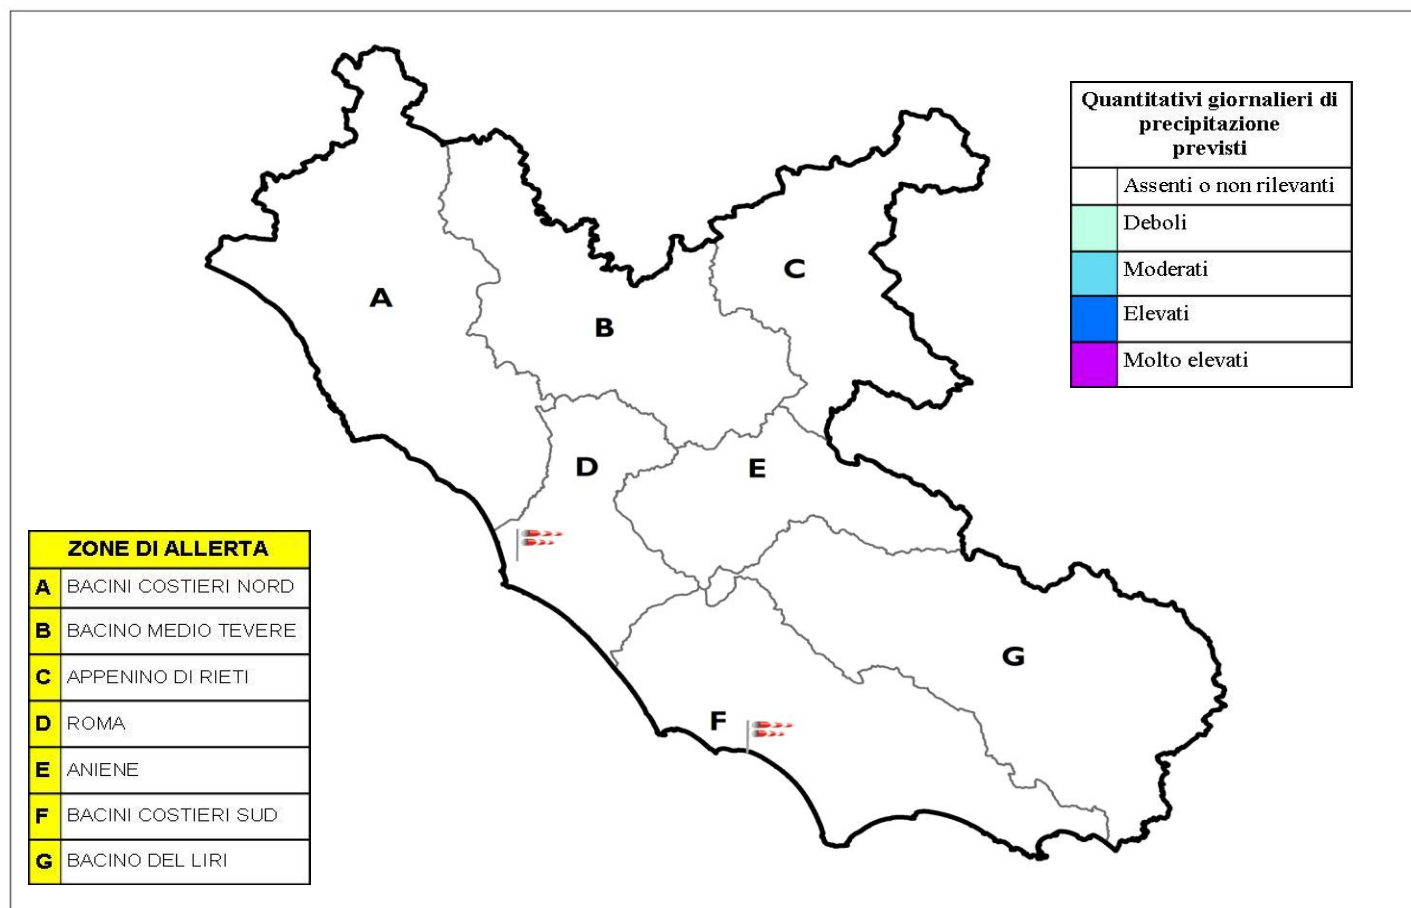 Quantitativi giornalieri di
precipitazione
previsti
Assenti o non rilevanti
Deboli
Moderati
Elevati
Molto elevati
A
B
C
D
E
F
G
ZONE DI ALLERTA
A BACINI COSTIERI NORD
B BACINO MEDIO TEVERE
C APPENINO DI RIETI
D ROMA
E ANIENE
F BACINI COSTIERI SUD
G BACINO DEL LIRI